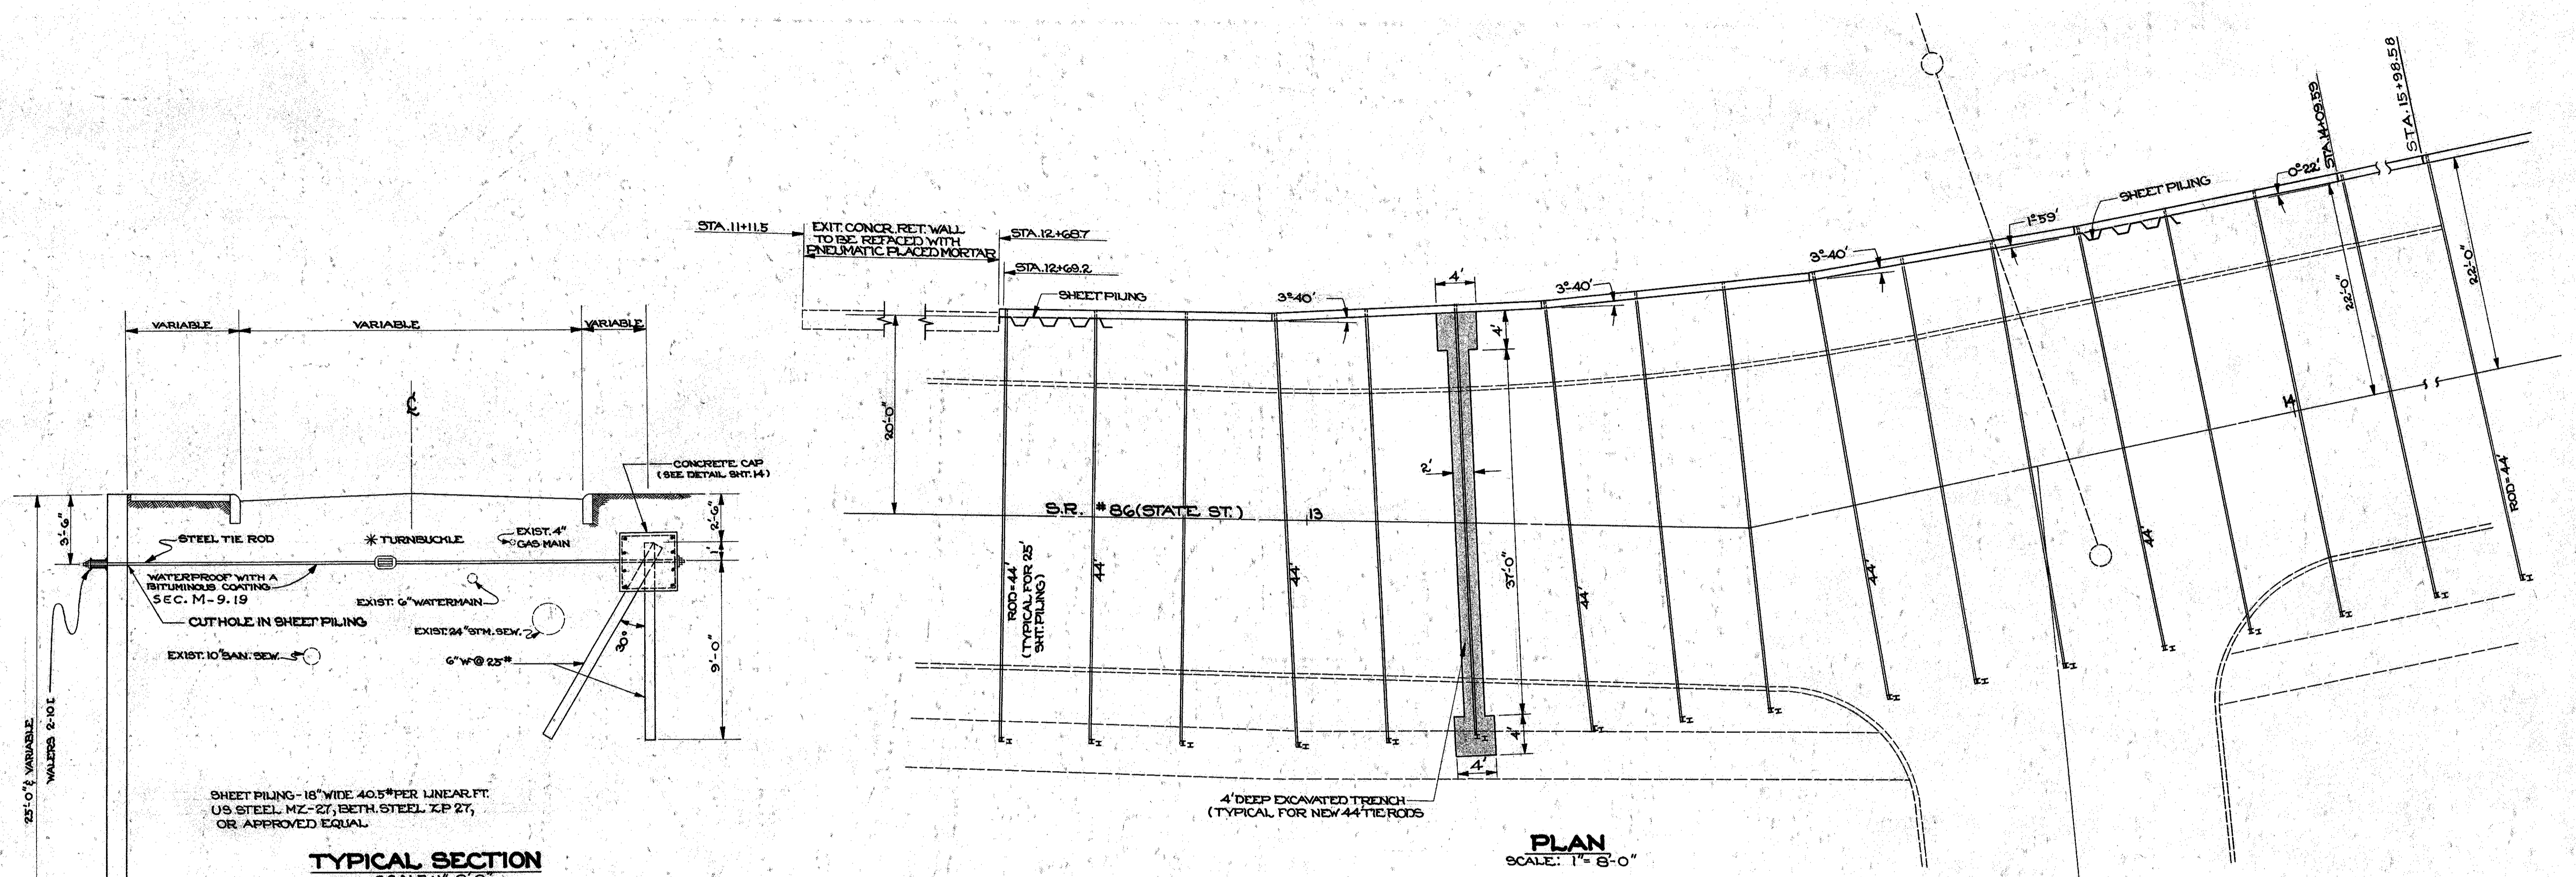 VARIABLE
VARIABLE
VARIABLE
℄
CONCRETE CAP
(SEE DETAIL SHT. 14)
3'-6"
STEEL TIE ROD
* TURNBUCKLE
EXIST. 4"
GAS MAIN
2'-6"
1'
WATERPROOF WITH A
BITUMINOUS COATING
SEC. M-9.19
EXIST. 6" WATERMAIN
CUT HOLE IN SHEET PILING
EXIST. 24" STM. SEW.
30°
EXIST. 10" SAN. SEW.
6" W @ 25#
9'-0"
25'-0" & VARIABLE
WALERS 2-10 I
SHEET PILING - 18" WIDE 40.5# PER LINEAR FT.
US STEEL MZ-27, BETH. STEEL ZP 27,
OR APPROVED EQUAL
TYPICAL SECTION
STA. 11+11.5
EXIT. CONCR. RET. WALL
TO BE REFACED WITH
PNEUMATIC PLACED MORTAR
STA. 12+68.7
STA. 12+69.2
SHEET PILING
3°-40'
4'
3°-40'
3°-40'
1°-59'
SHEET PILING
0°-22'
STA. 14+09.59
STA. 15+98.58
20'-0"
4'
2'
22'-0"
22'-0"
14
S.R. #86 (STATE ST.)
13
ROD=44'
(TYPICAL FOR 25'
SHT. PILING)
44'
44'
37'-0"
44'
44'
44'
44'
ROD=44'
4'
4'
4' DEEP EXCAVATED TRENCH
(TYPICAL FOR NEW 44' TIE RODS
PLAN
SCALE: 1" = 8'-0"